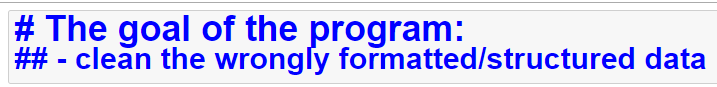 # The goal of the program:
## - clean the wrongly formatted/structured data